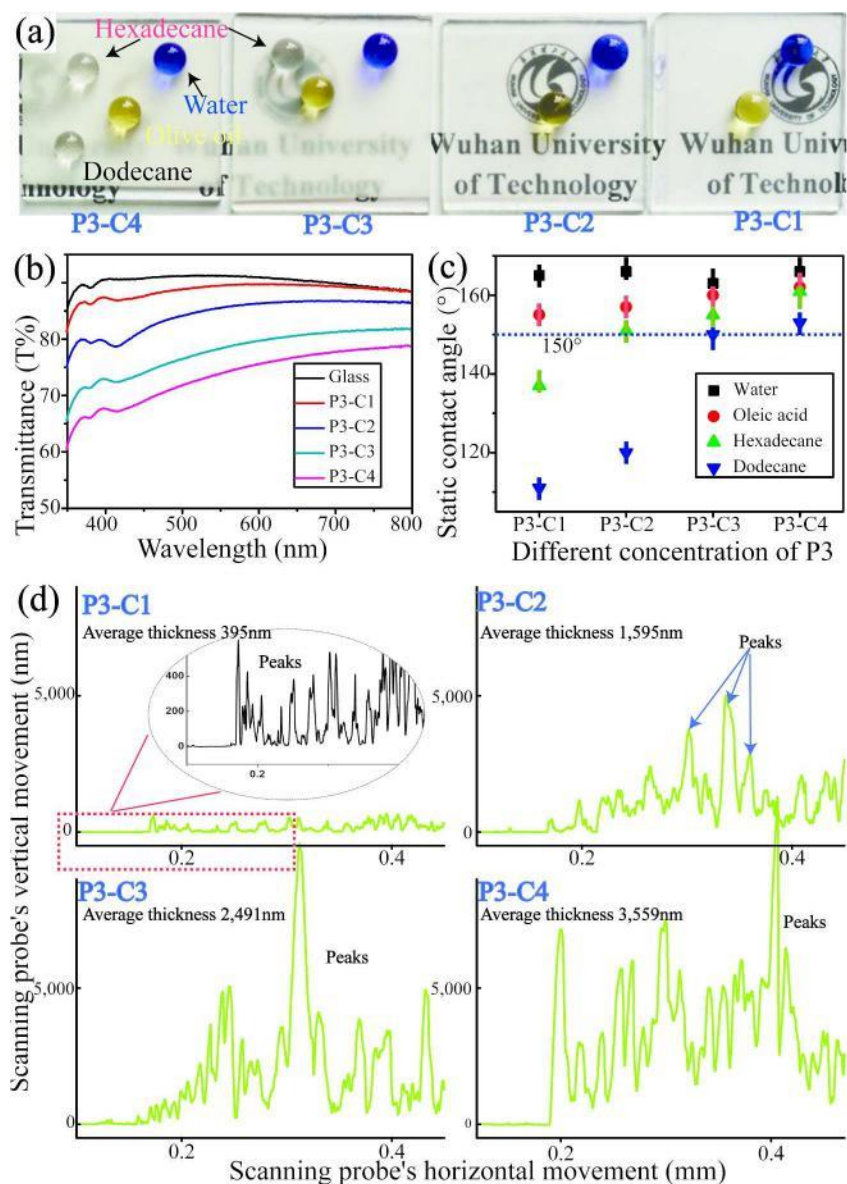 (a)
Hexadecane
Water
Olive oil
Dodecane
Technology
of Technology
Wuhan University
of Technology
Wuhan Univ
of Technol
P3-C4
P3-C3
P3-C2
P3-C1
(b)
Transmittance (T%)
80
70
60
50
400
500
600
700
800
Wavelength (nm)
Glass
P3-C1
P3-C2
P3-C3
P3-C4
(c)
Static contact angle (°)
160
140
120
150°
Water
Oleic acid
Hexadecane
Dodecane
P3-C1
P3-C2
P3-C3
P3-C4
Different concentration of P3
(d)
Scanning probe's vertical movement (nm)
P3-C1
Average thickness 395nm
Peaks
400
200
0
0.2
5,000
0
0.2
0.4
P3-C2
Average thickness 1,595nm
Peaks
5,000
0
0.2
0.4
P3-C3
Average thickness 2,491nm
Peaks
5,000
0
0.2
0.4
P3-C4
Average thickness 3,559nm
Peaks
5,000
0
0.2
0.4
Scanning probe's horizontal movement (mm)